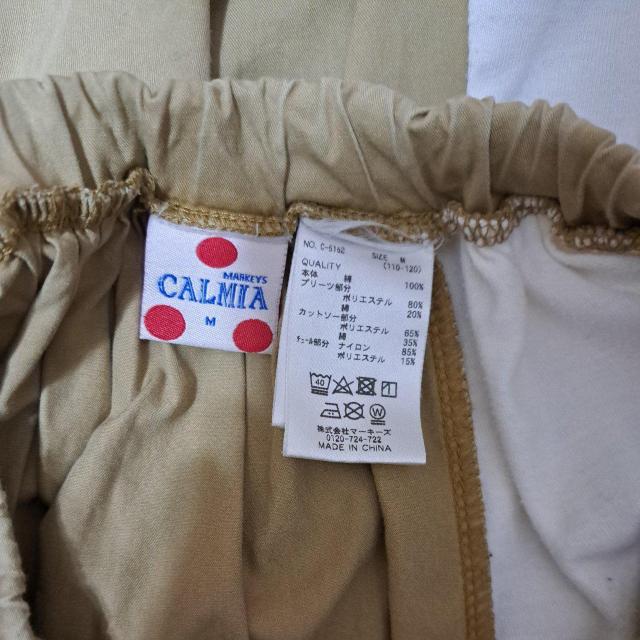 MARKEYS
CALMIA
M
NO. C-5152 SIZE M
QUALITY (110-120)
本体 綿 100%
プリーツ部分
ポリエステル 80%
綿 20%
カットソー部分
ポリエステル 65%
綿 35%
チュール部分 ナイロン 85%
ポリエステル 15%
40
W
株式会社マーキーズ
0120-724-722
MADE IN CHINA